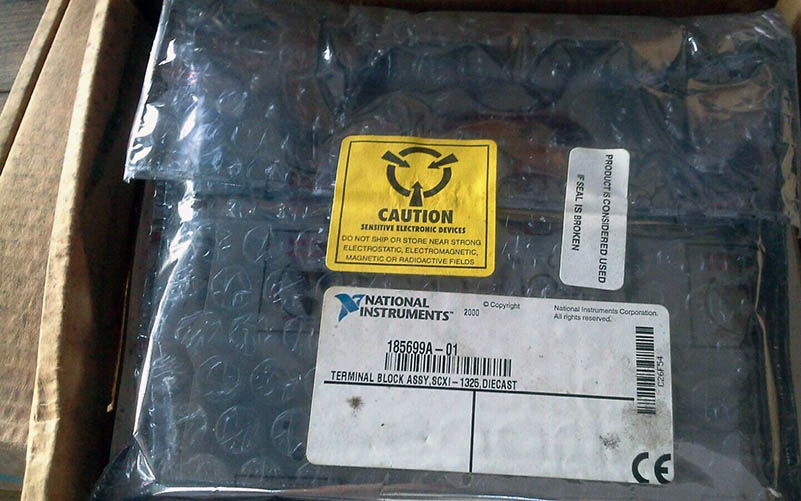 CAUTION
SENSITIVE ELECTRONIC DEVICES
DO NOT SHIP OR STORE NEAR STRONG
ELECTROSTATIC, ELECTROMAGNETIC,
MAGNETIC OR RADIOACTIVE FIELDS
PRODUCT IS CONSIDERED USED
IF SEAL IS BROKEN
NATIONAL
INSTRUMENTS™
© Copyright
2000
National Instruments Corporation.
All rights reserved.
185699A-01
TERMINAL BLOCK ASSY,SCXI-1325,DIECAST
C26F54
CE